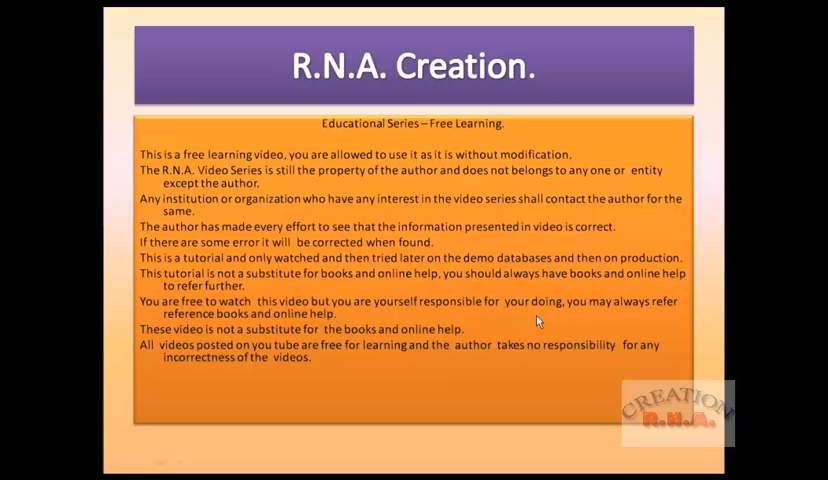 R.N.A. Creation.
Educational Series – Free Learning.
This is a free learning video, you are allowed to use it as it is without modification.
The R.N.A. Video Series is still the property of the author and does not belongs to any one or entity
except the author.
Any institution or organization who have any interest in the video series shall contact the author for the
same.
The author has made every effort to see that the information presented in video is correct.
If there are some error it will be corrected when found.
This is a tutorial and only watched and then tried later on the demo databases and then on production.
This tutorial is not a substitute for books and online help, you should always have books and online help
to refer further.
You are free to watch this video but you are yourself responsible for your doing, you may always refer
reference books and online help.
These video is not a substitute for the books and online help.
All videos posted on you tube are free for learning and the author takes no responsibility for any
incorrectness of the videos.
CREATION
R.N.A.